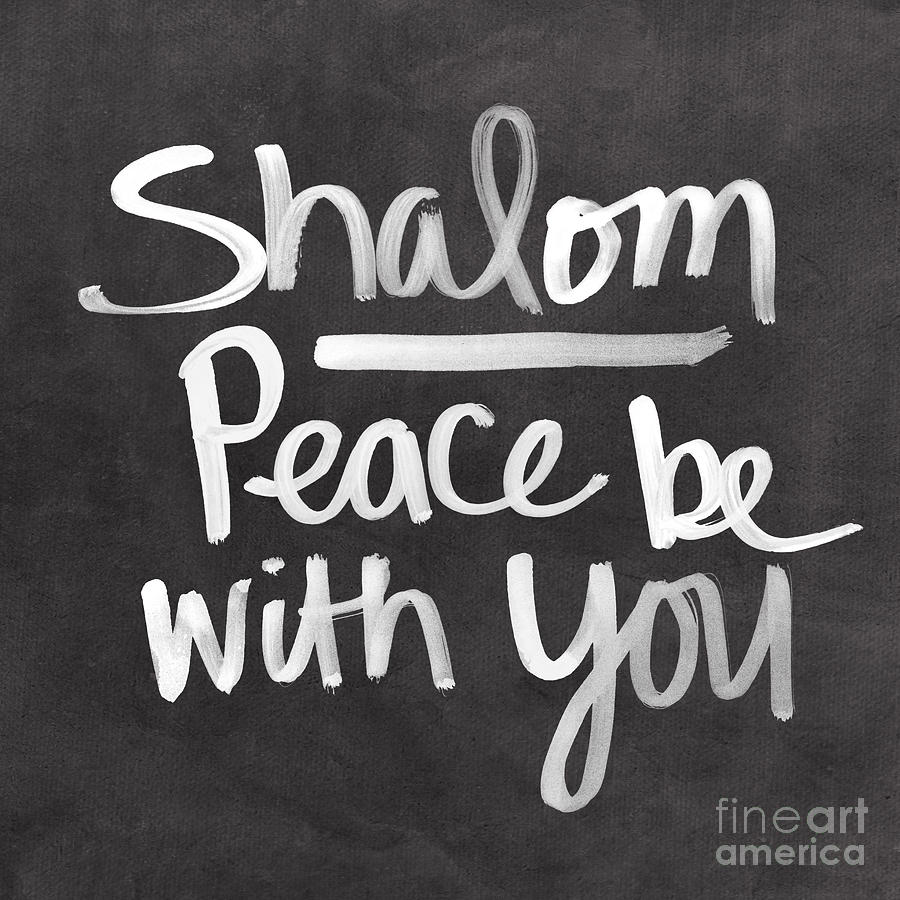 Shalom
Peace be
with you
fineart
america